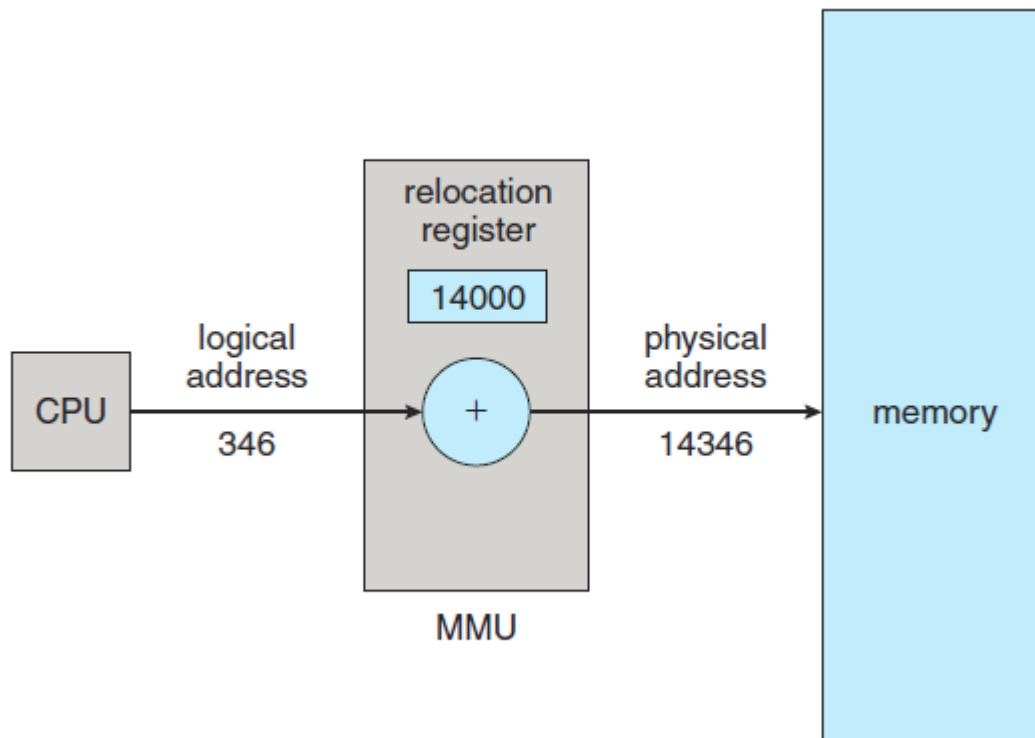 relocation
register
14000
logical
address
physical
address
CPU
+
memory
346
14346
MMU